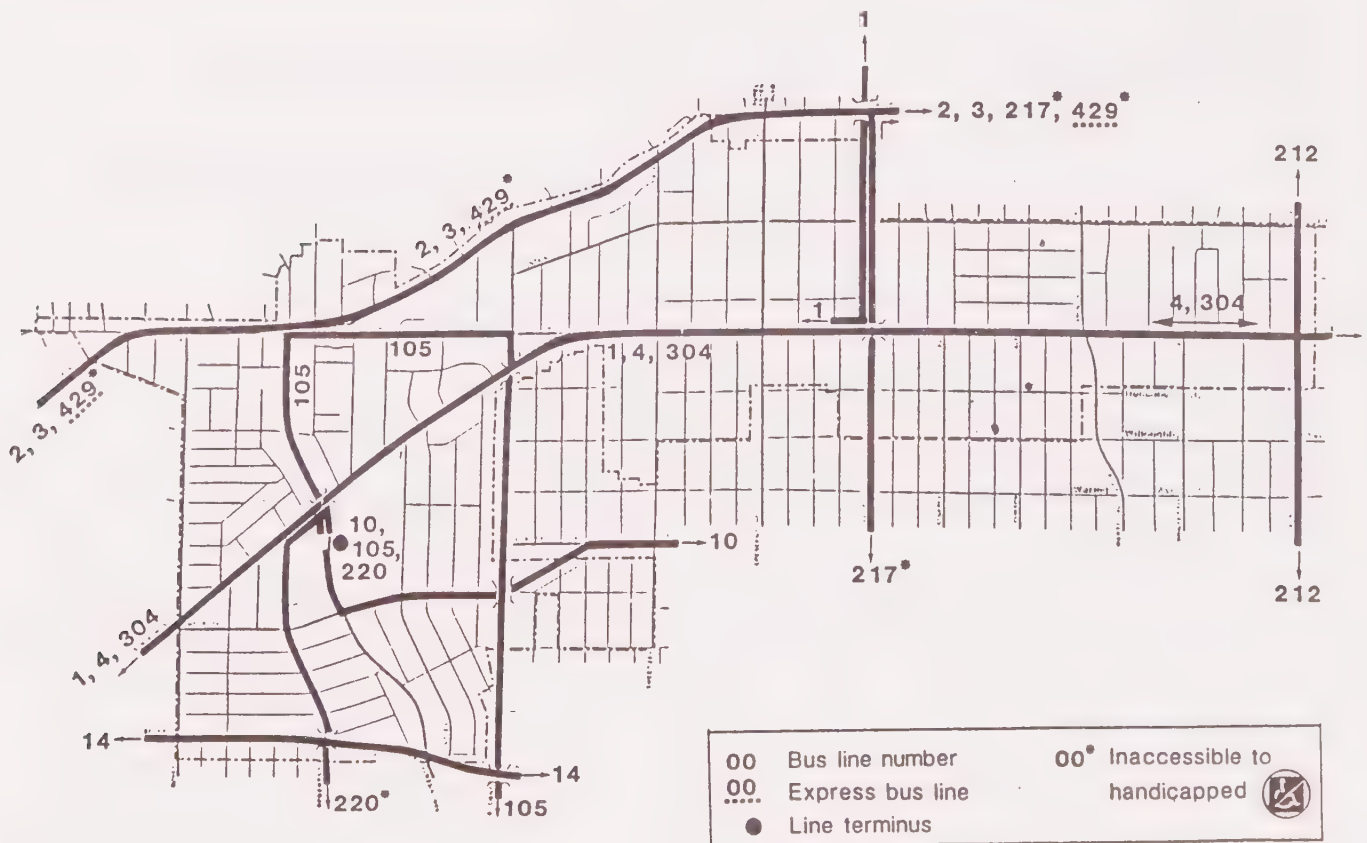 1
2, 3, 217*, 429*
212
2, 3, 429*
4, 304
1
105
1, 4, 304
105
2, 3, 429*
10,
105,
220
10
217*
212
1, 4, 304
14
14
220*
105
00 Bus line number
00 Express bus line
● Line terminus
00* Inaccessible to
handicapped